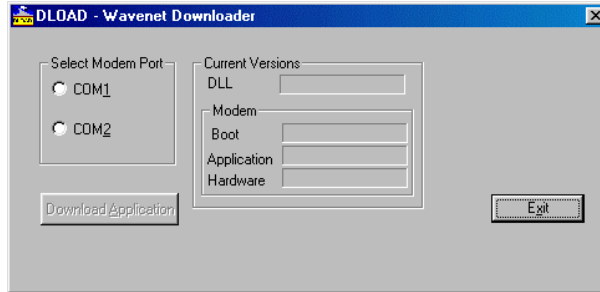 DLOAD - Wavenet Downloader
Select Modem Port
COM1
COM2
Download Application
Current Versions
DLL
Modem
Boot
Application
Hardware
Exit